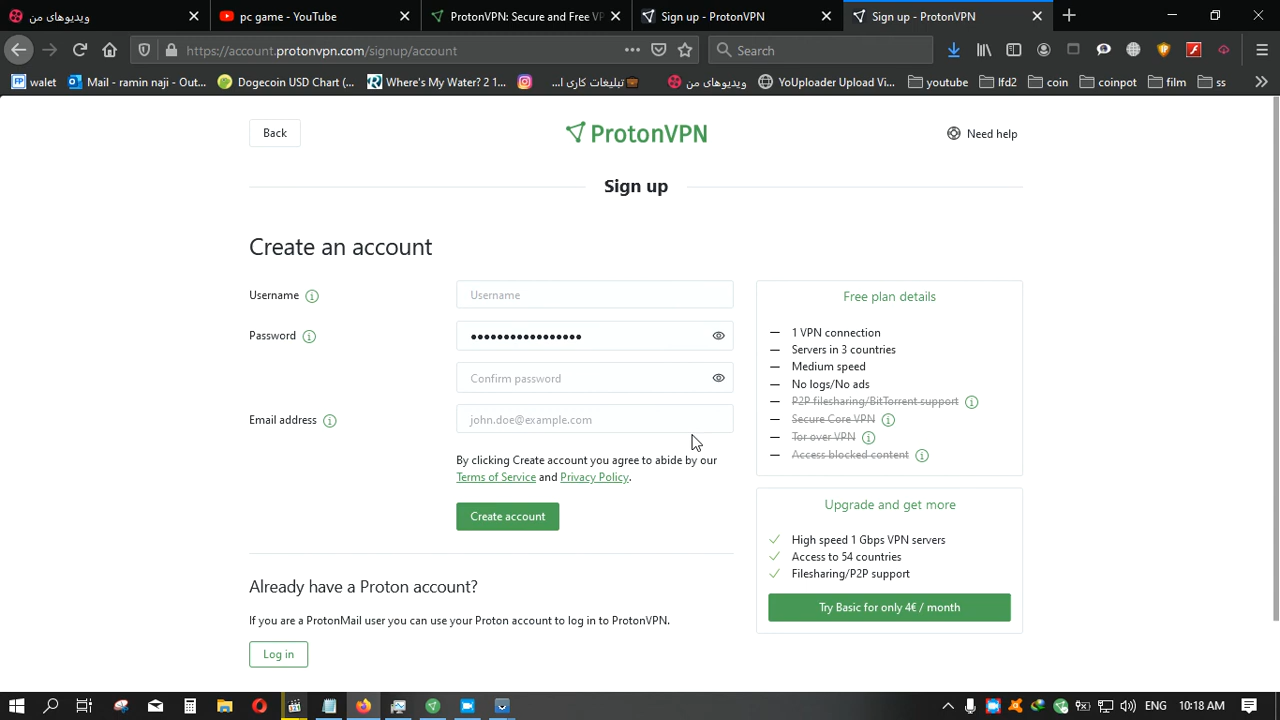 ویدیوهای من
pc game - YouTube
ProtonVPN: Secure and Free VP
Sign up - ProtonVPN
Sign up - ProtonVPN
https://account.protonvpn.com/signup/account
Search
walet
Mail - ramin naji - Outl...
Dogecoin USD Chart (...
Where's My Water? 2 1...
تبلیغات کاری ا...
ویدیوهای من
YoUploader Upload Vi...
youtube
lfd2
coin
coinpot
film
ss
Back
ProtonVPN
Need help
Sign up
Create an account
Username
Username
Password
Confirm password
Email address
john.doe@example.com
By clicking Create account you agree to abide by our
Terms of Service and Privacy Policy.
Create account
Free plan details
1 VPN connection
Servers in 3 countries
Medium speed
No logs/No ads
P2P filesharing/BitTorrent support
Secure Core VPN
Tor over VPN
Access blocked content
Upgrade and get more
High speed 1 Gbps VPN servers
Access to 54 countries
Filesharing/P2P support
Try Basic for only 4€ / month
Already have a Proton account?
If you are a ProtonMail user you can use your Proton account to log in to ProtonVPN.
Log in
ENG
10:18 AM